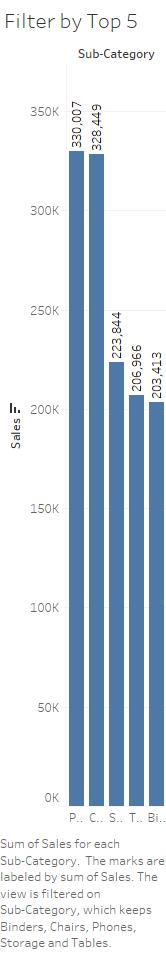 Filter by Top 5
Sub-Category
350K
300K
250K
200K
150K
100K
50K
0K
Sales
330,007
328,449
223,844
206,966
203,413
P.. C.. S.. T.. Bi..
Sum of Sales for each
Sub-Category. The marks are
labeled by sum of Sales. The
view is filtered on
Sub-Category, which keeps
Binders, Chairs, Phones,
Storage and Tables.